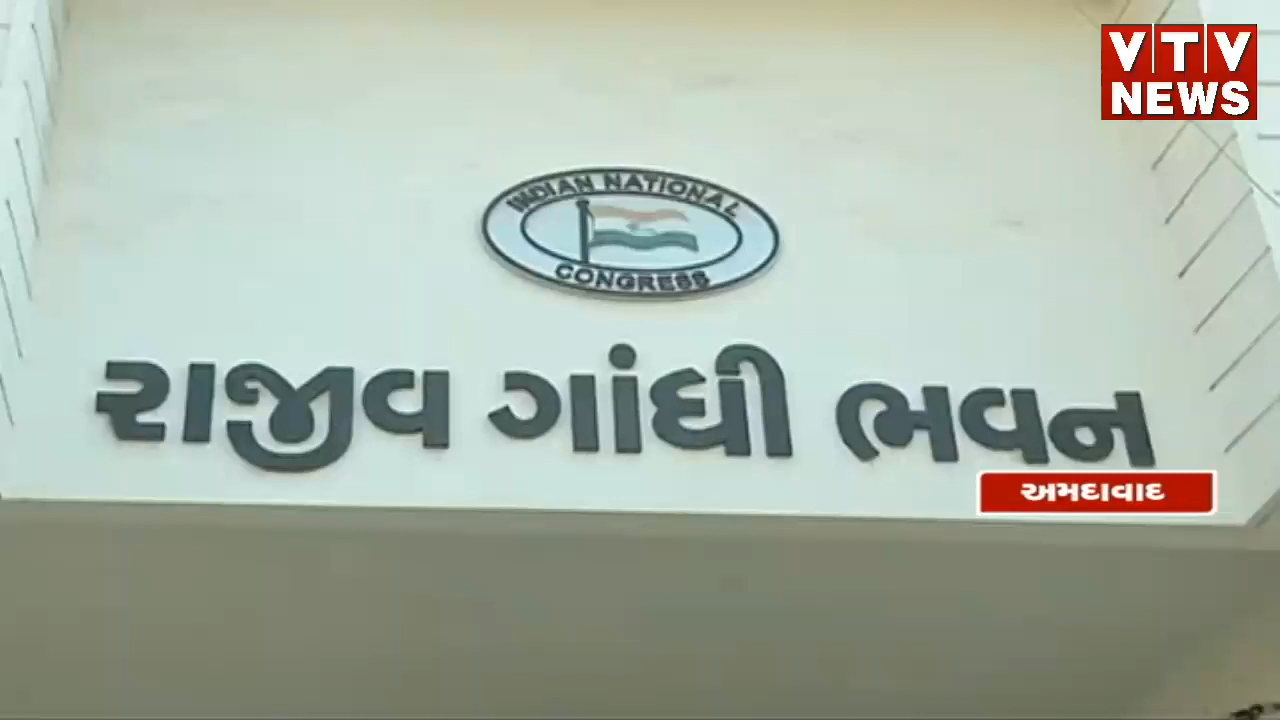 VTV
NEWS
INDIAN NATIONAL
CONGRESS
રાજીવ ગાંધી ભવન
અમદાવાદ